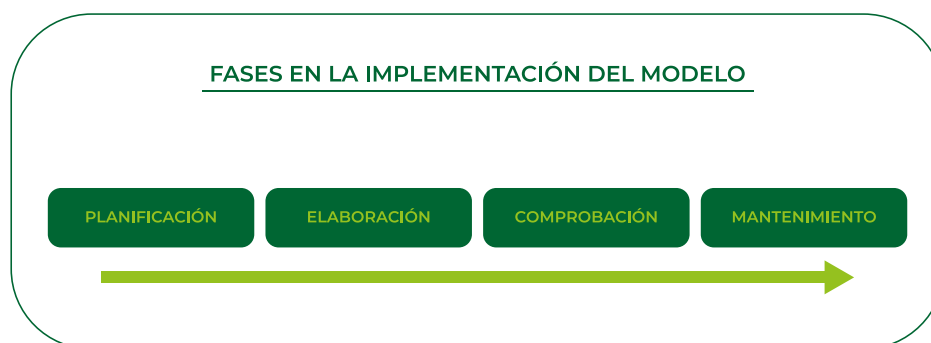 FASES EN LA IMPLEMENTACIÓN DEL MODELO
PLANIFICACIÓN
ELABORACIÓN
COMPROBACIÓN
MANTENIMIENTO